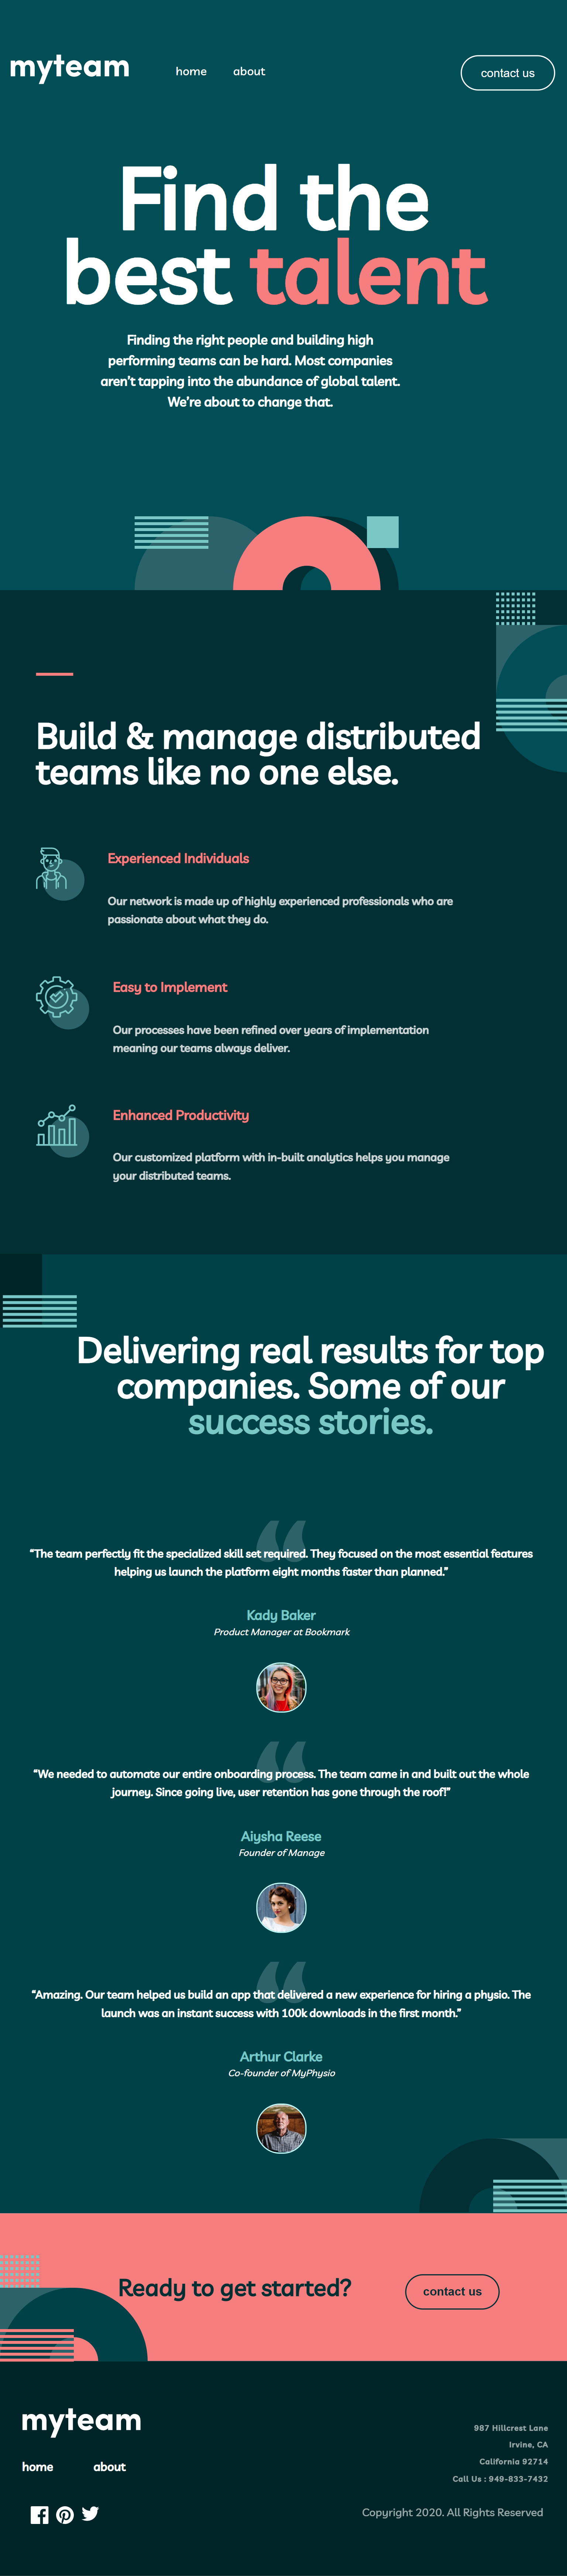 myteam
home about
contact us
Find the
best talent
Finding the right people and building high
performing teams can be hard. Most companies
aren't tapping into the abundance of global talent.
We're about to change that.
Build & manage distributed
teams like no one else.
Experienced Individuals
Our network is made up of highly experienced professionals who are
passionate about what they do.
Easy to Implement
Our processes have been refined over years of implementation
meaning our teams always deliver.
Enhanced Productivity
Our customized platform with in-built analytics helps you manage
your distributed teams.
Delivering real results for top
companies. Some of our
success stories.
“The team perfectly fit the specialized skill set required. They focused on the most essential features
helping us launch the platform eight months faster than planned.”
Kady Baker
Product Manager at Bookmark
“We needed to automate our entire onboarding process. The team came in and built out the whole
journey. Since going live, user retention has gone through the roof!”
Aiysha Reese
Founder of Manage
“Amazing. Our team helped us build an app that delivered a new experience for hiring a physio. The
launch was an instant success with 100k downloads in the first month.”
Arthur Clarke
Co-founder of MyPhysio
Ready to get started?
contact us
myteam
home about
987 Hillcrest Lane
Irvine, CA
California 92714
Call Us : 949-833-7432
Copyright 2020. All Rights Reserved